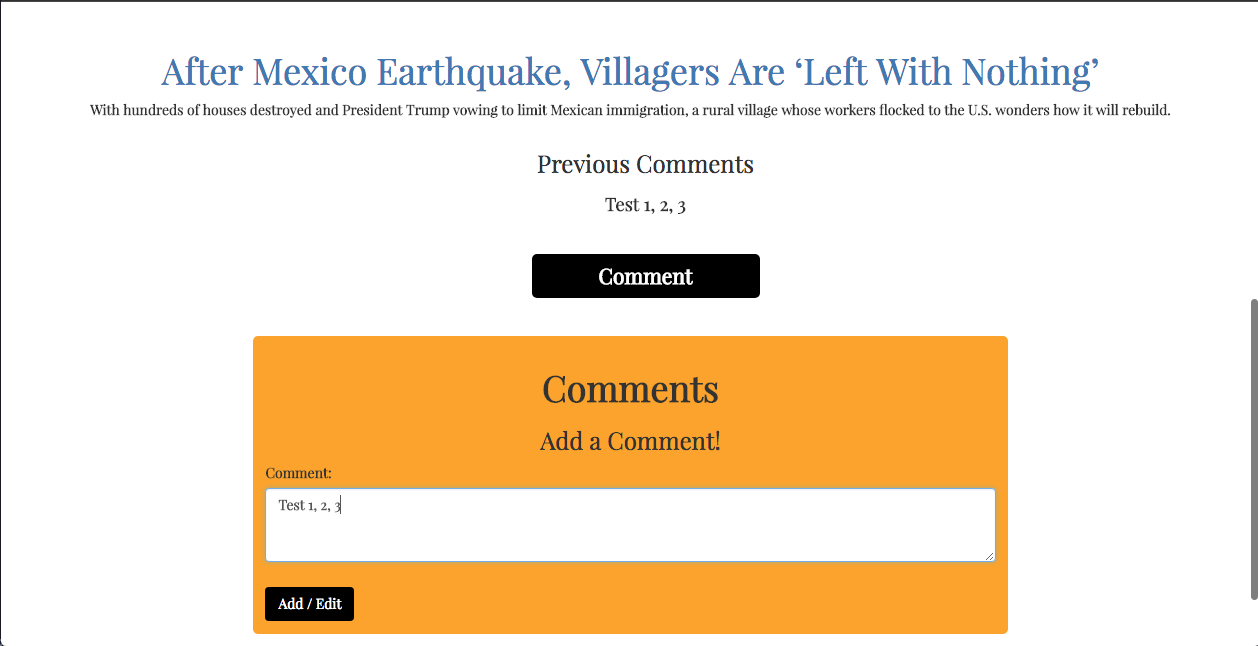 After Mexico Earthquake, Villagers Are ‘Left With Nothing’
With hundreds of houses destroyed and President Trump vowing to limit Mexican immigration, a rural village whose workers flocked to the U.S. wonders how it will rebuild.
Previous Comments
Test 1, 2, 3
Comment
Comments
Add a Comment!
Comment:
Test 1, 2, 3
Add / Edit